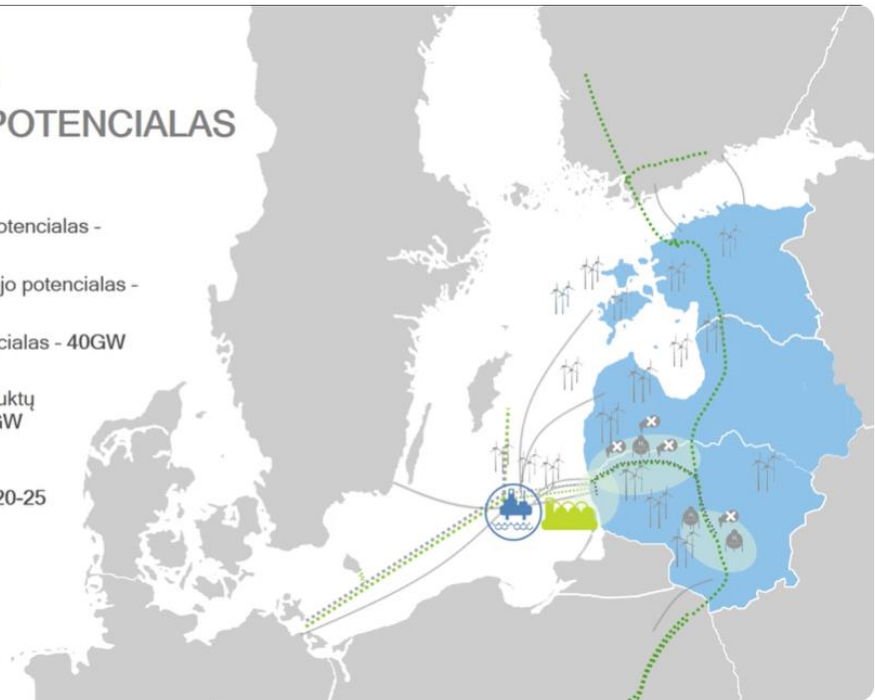 POTENCIALAS
otencialas -
jo potencialas -
cialas - 40GW
uktų
GW
20-25